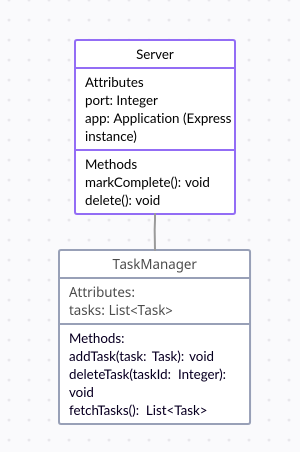 Server
Attributes
port: Integer
app: Application (Express
instance)
Methods
markComplete(): void
delete(): void
TaskManager
Attributes:
tasks: List<Task>
Methods:
addTask(task: Task): void
deleteTask(taskId: Integer):
void
fetchTasks(): List<Task>